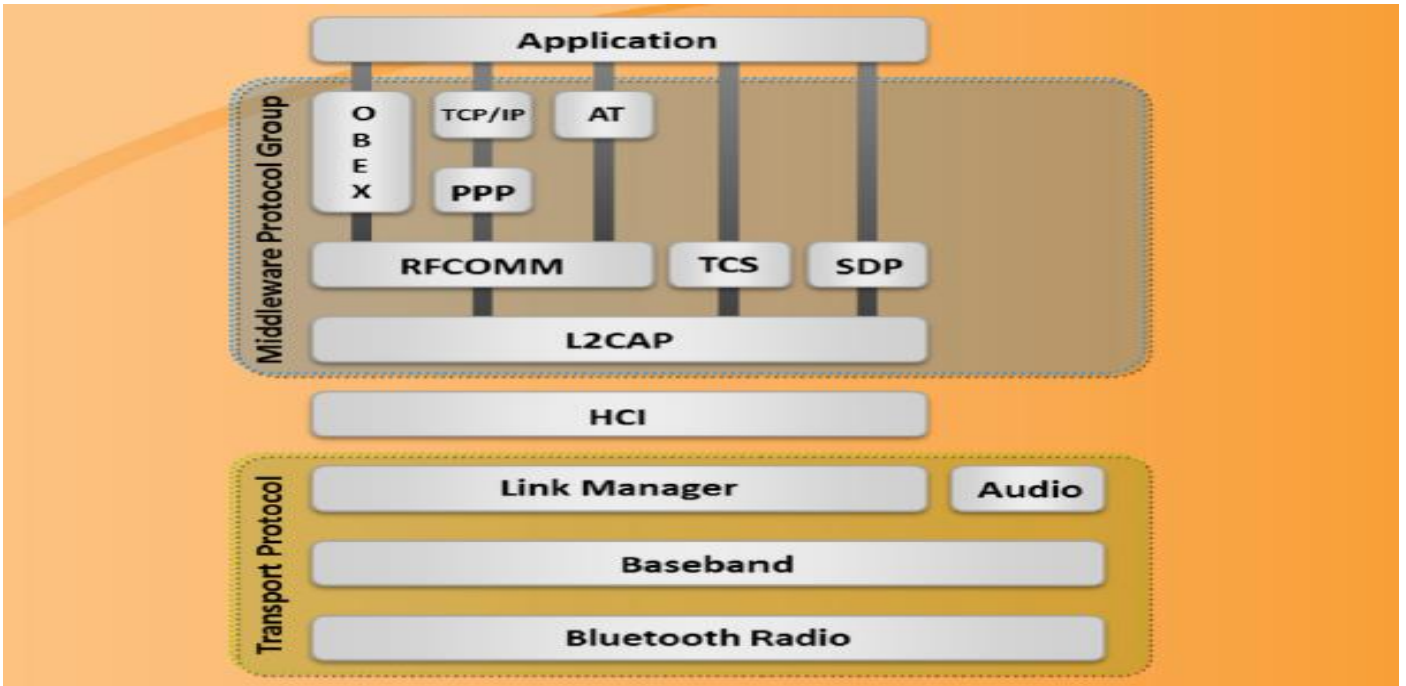 Application
Middleware Protocol Group
O
B
E
X
TCP/IP
AT
PPP
RFCOMM
TCS
SDP
L2CAP
HCI
Transport Protocol
Link Manager
Audio
Baseband
Bluetooth Radio